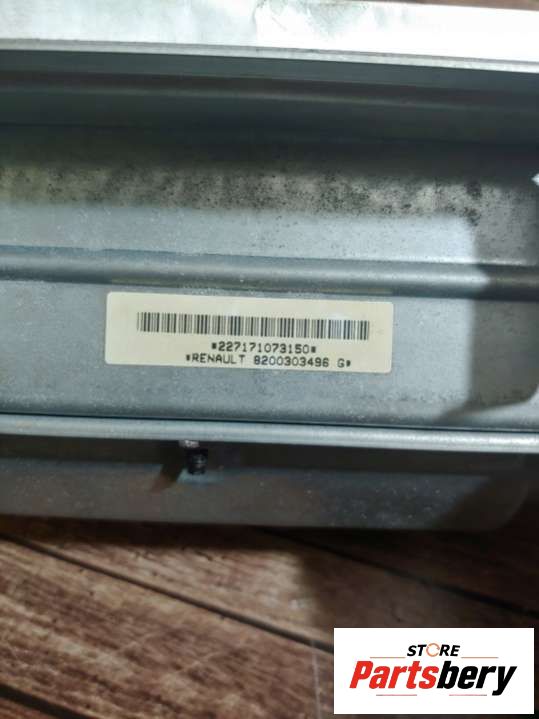 *227171073150*
*RENAULT 8200303496 G*
STORE
Partsbery